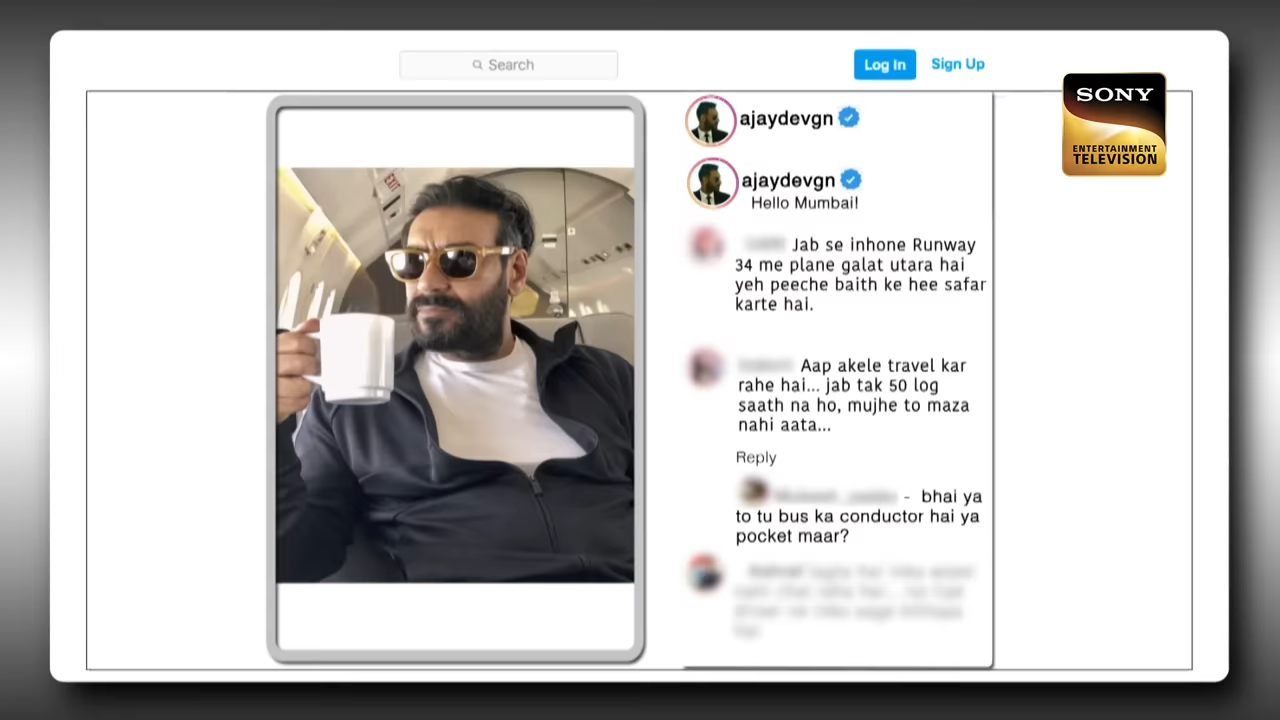 Search
Log In
Sign Up
SONY
ENTERTAINMENT
TELEVISION
ajaydevgn
ajaydevgn
Hello Mumbai!
Jab se inhone Runway
34 me plane galat utara hai
yeh peeche baith ke hee safar
karte hai.
Aap akele travel kar
rahe hai... jab tak 50 log
saath na ho, mujhe to maza
nahi aata...
Reply
- bhai ya
to tu bus ka conductor hai ya
pocket maar?
EXIT